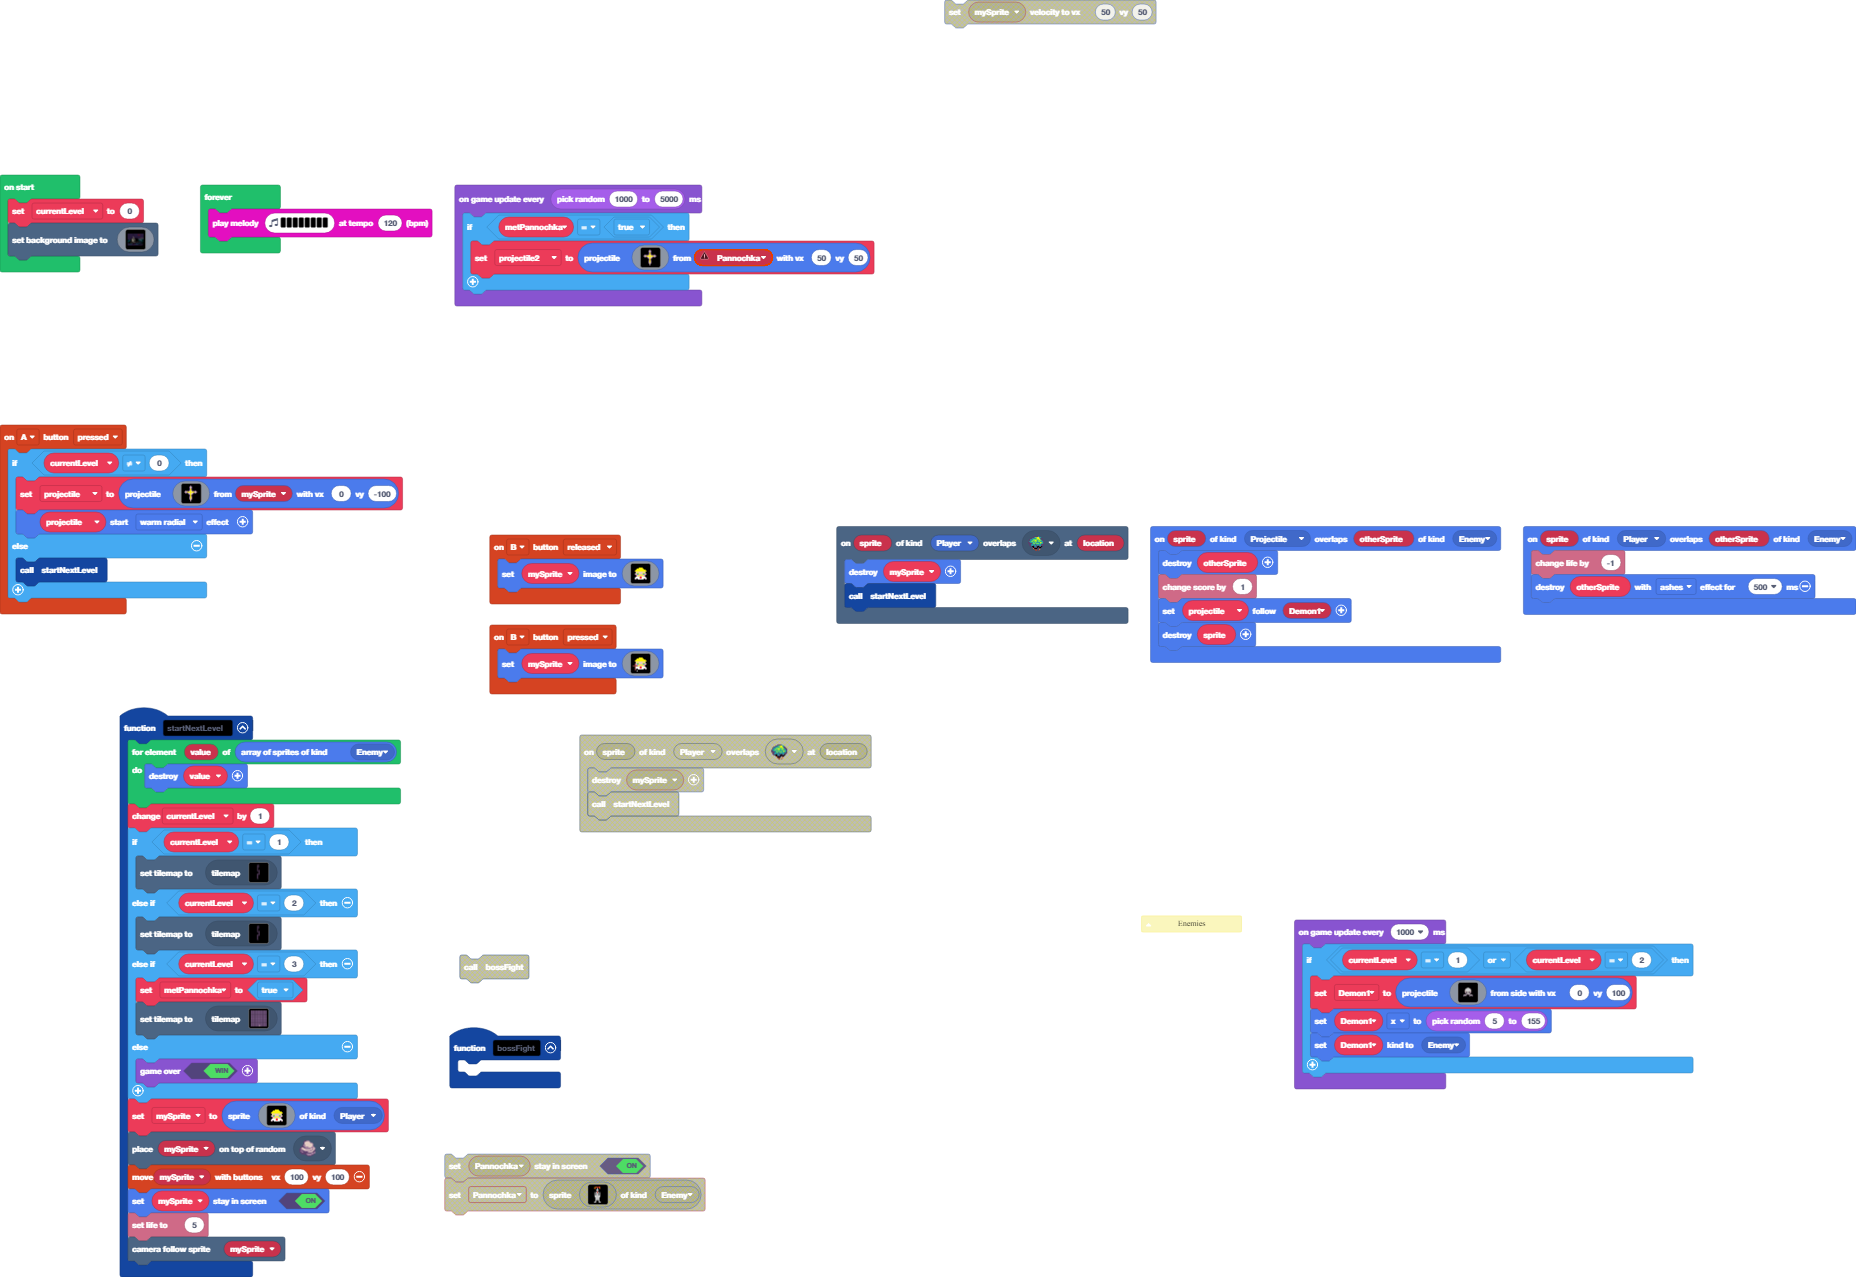 set mySprite velocity to vx 50 vy 50
on start
set currentLevel to 0
set background image to
forever
play melody at tempo 120 (bpm)
on game update every pick random 1000 to 5000 ms
if metPannochka = true then
set projectile2 to projectile from Pannochka with vx 50 vy 50
on A button pressed
if currentLevel ≠ 0 then
set projectile to projectile from mySprite with vx 0 vy -100
projectile start warm radial effect
else
call startNextLevel
on B button released
set mySprite image to
on B button pressed
set mySprite image to
on sprite of kind Player overlaps at location
destroy mySprite
call startNextLevel
on sprite of kind Projectile overlaps otherSprite of kind Enemy
destroy otherSprite
change score by 1
set projectile follow Demon1
destroy sprite
on sprite of kind Player overlaps otherSprite of kind Enemy
change life by -1
destroy otherSprite with ashes effect for 500 ms
function startNextLevel
for element value of array of sprites of kind Enemy
do destroy value
change currentLevel by 1
if currentLevel = 1 then
set tilemap to tilemap
else if currentLevel = 2 then
set tilemap to tilemap
else if currentLevel = 3 then
set metPannochka to true
set tilemap to tilemap
else
game over WIN
set mySprite to sprite of kind Player
place mySprite on top of random
move mySprite with buttons vx 100 vy 100
set mySprite stay in screen ON
set life to 5
camera follow sprite mySprite
on sprite of kind Player overlaps at location
destroy mySprite
call startNextLevel
call bossFight
function bossFight
set Pannochka stay in screen ON
set Pannochka to sprite of kind Enemy
Enemies
on game update every 1000 ms
if currentLevel = 1 or currentLevel = 2 then
set Demon1 to projectile from side with vx 0 vy 100
set Demon1 x to pick random 5 to 155
set Demon1 kind to Enemy